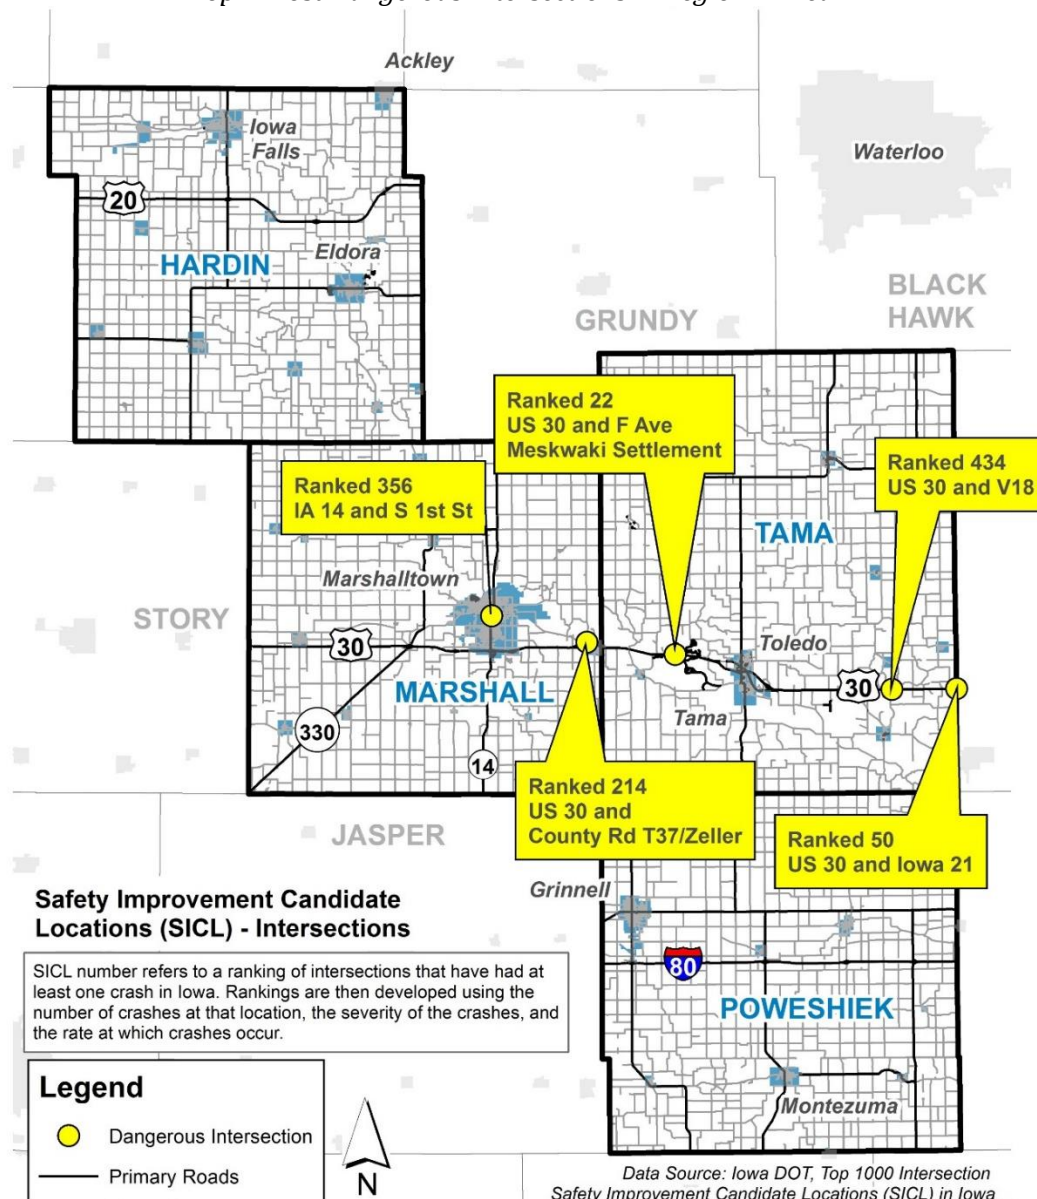 Ackley
Iowa
Falls
Waterloo
20
HARDIN
Eldora
BLACK
HAWK
GRUNDY
Ranked 22
US 30 and F Ave
Meskwaki Settlement
Ranked 434
US 30 and V18
Ranked 356
IA 14 and S 1st St
TAMA
Marshalltown
STORY
30
Toledo
MARSHALL
30
Tama
330
14
Ranked 214
US 30 and
County Rd T37/Zeller
JASPER
Ranked 50
US 30 and Iowa 21
Grinnell
Safety Improvement Candidate
Locations (SICL) - Intersections
SICL number refers to a ranking of intersections that have had at
least one crash in Iowa. Rankings are then developed using the
number of crashes at that location, the severity of the crashes, and
the rate at which crashes occur.
80
POWESHIEK
Legend
Dangerous Intersection
Primary Roads
N
Montezuma
Data Source: Iowa DOT, Top 1000 Intersection
Safety Improvement Candidate Locations (SICL) in Iowa